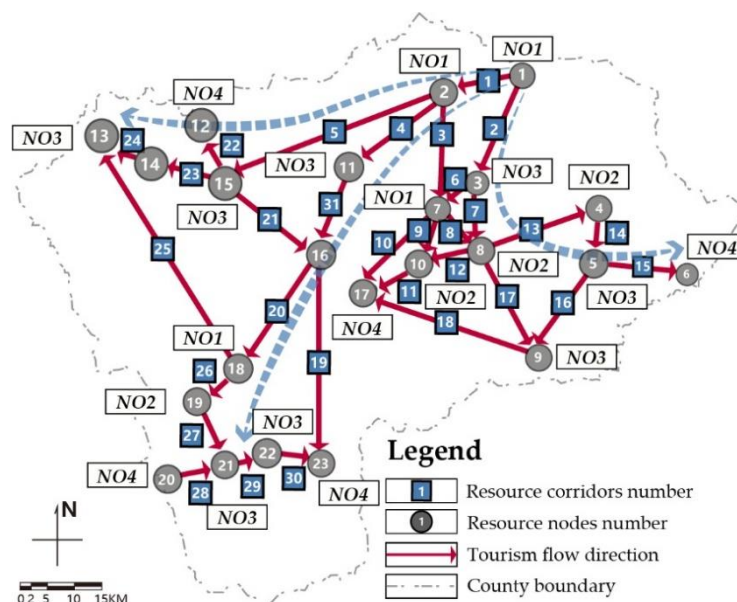 NO1
NO1
1
1
2
NO4
12
5
4
3
2
NO3
13
24
22
14
23
15
NO3
11
6
3
NO3
NO2
NO3
NO1
7
7
4
31
13
14
NO4
21
25
10
9
8
8
16
10
12
NO2
5
15
6
17
11
NO2
17
16
NO3
20
NO4
18
NO1
19
9
NO3
26
18
19
NO2
NO3
27
22
20
21
23
NO4
28
29
30
NO3
NO4
Legend
1 Resource corridors number
1 Resource nodes number
Tourism flow direction
County boundary
N
0 2 5 10 15KM